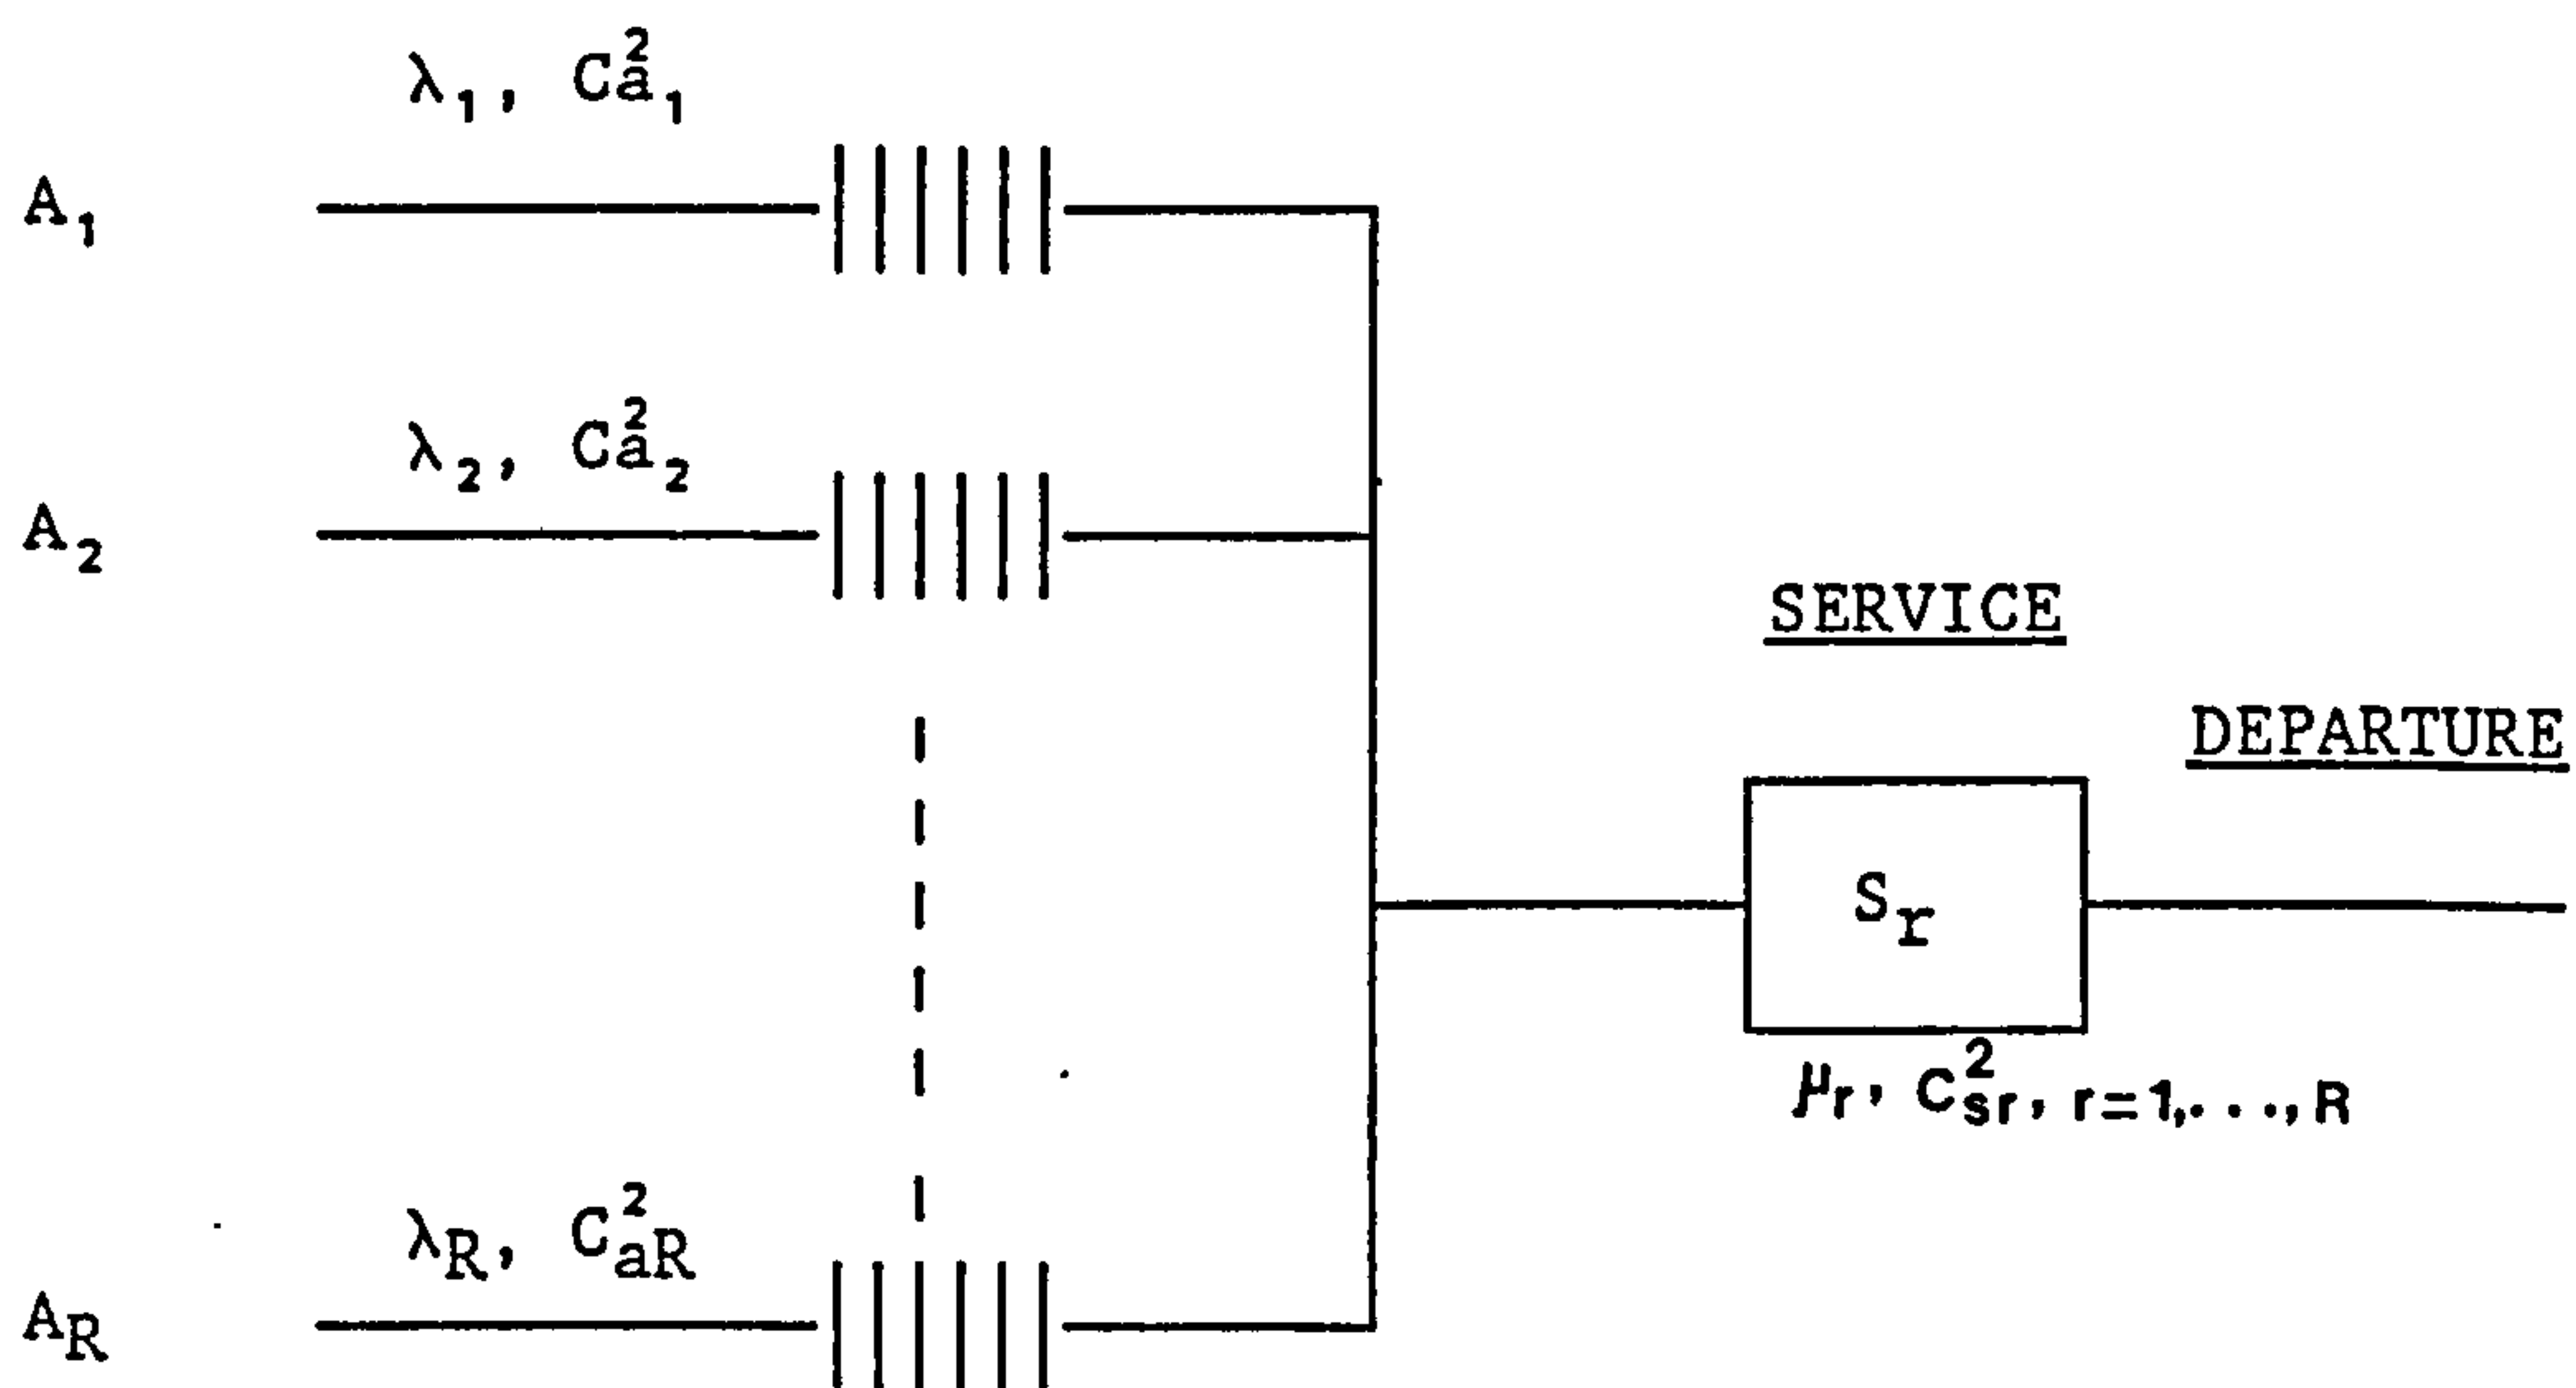 λ₁, Ca²₁
A₁
λ₂, Ca²₂
A₂
SERVICE
DEPARTURE
Sᵣ
μᵣ, C²sr, r=1,...,R
λR, C²aR
AR